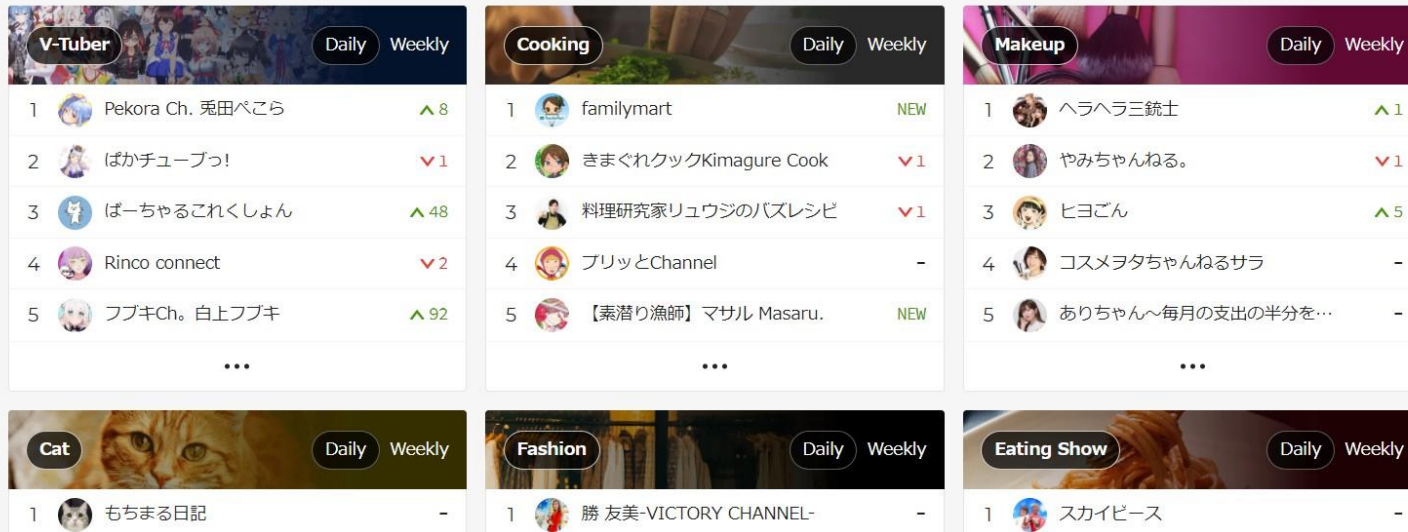 V-Tuber Daily Weekly
1 Pekora Ch. 兎田ぺこら 8
2 ぱかチューブっ! 1
3 ばーちゃるこれくしょん 48
4 Rinco connect 2
5 フブキCh。白上フブキ 92
•••
Cooking Daily Weekly
1 familymart NEW
2 きまぐれクックKimagure Cook 1
3 料理研究家リュウジのバズレシピ 1
4 ブリッとChannel -
5 【素潜り漁師】マサル Masaru. NEW
•••
Makeup Daily Weekly
1 ヘラヘラ三銃士 1
2 やみちゃんねる。 1
3 ヒヨごん 5
4 コスメヲタちゃんねるサラ -
5 ありちゃん～毎月の支出の半分を… -
•••
Cat Daily Weekly
1 もちまる日記 -
Fashion Daily Weekly
1 勝 友美-VICTORY CHANNEL- -
Eating Show Daily Weekly
1 スカイピース -